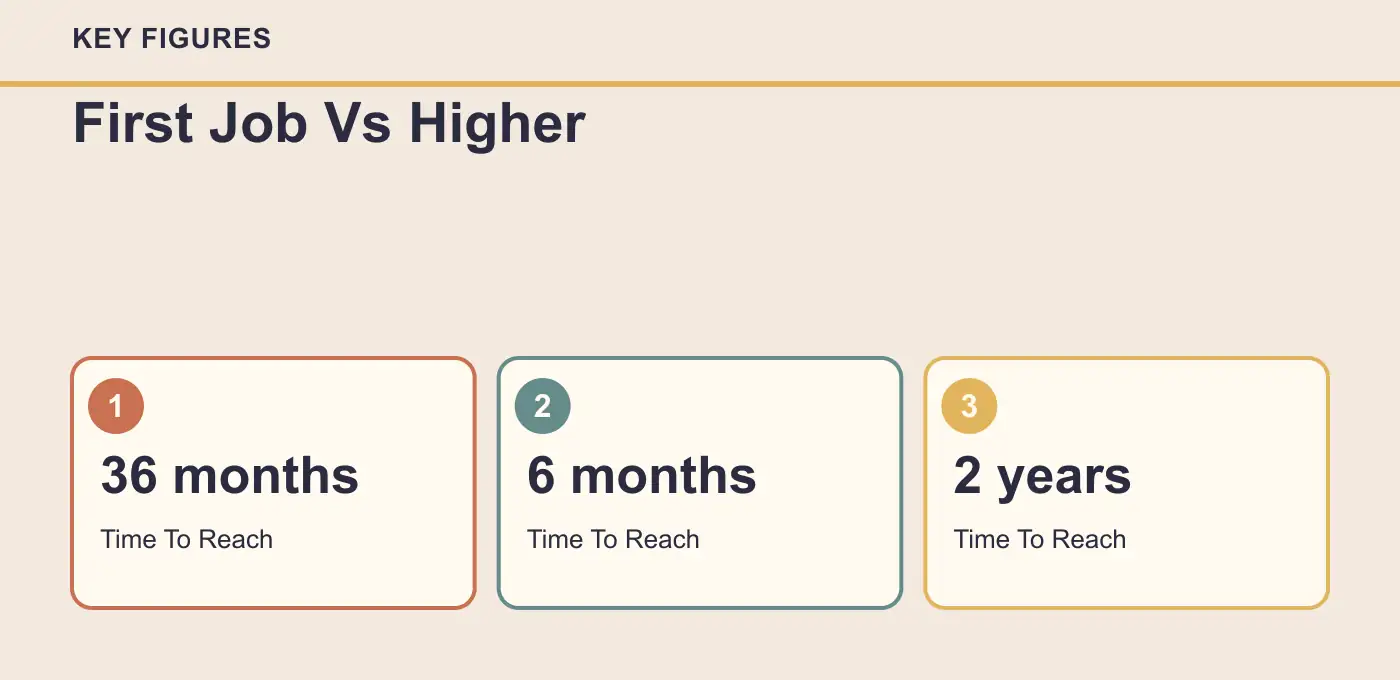 KEY FIGURES
First Job Vs Higher
1
36 months
Time To Reach
2
6 months
Time To Reach
3
2 years
Time To Reach